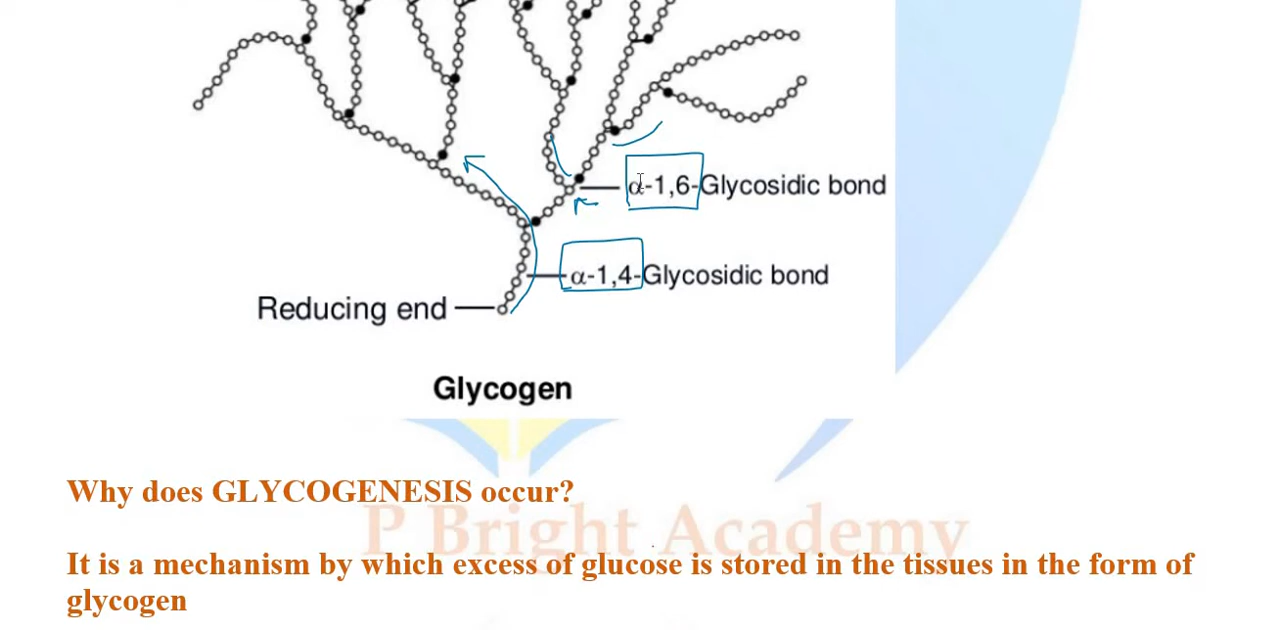 α-1,6-Glycosidic bond
α-1,4-Glycosidic bond
Reducing end
Glycogen
Why does GLYCOGENESIS occur?
P Bright Academy
It is a mechanism by which excess of glucose is stored in the tissues in the form of
glycogen